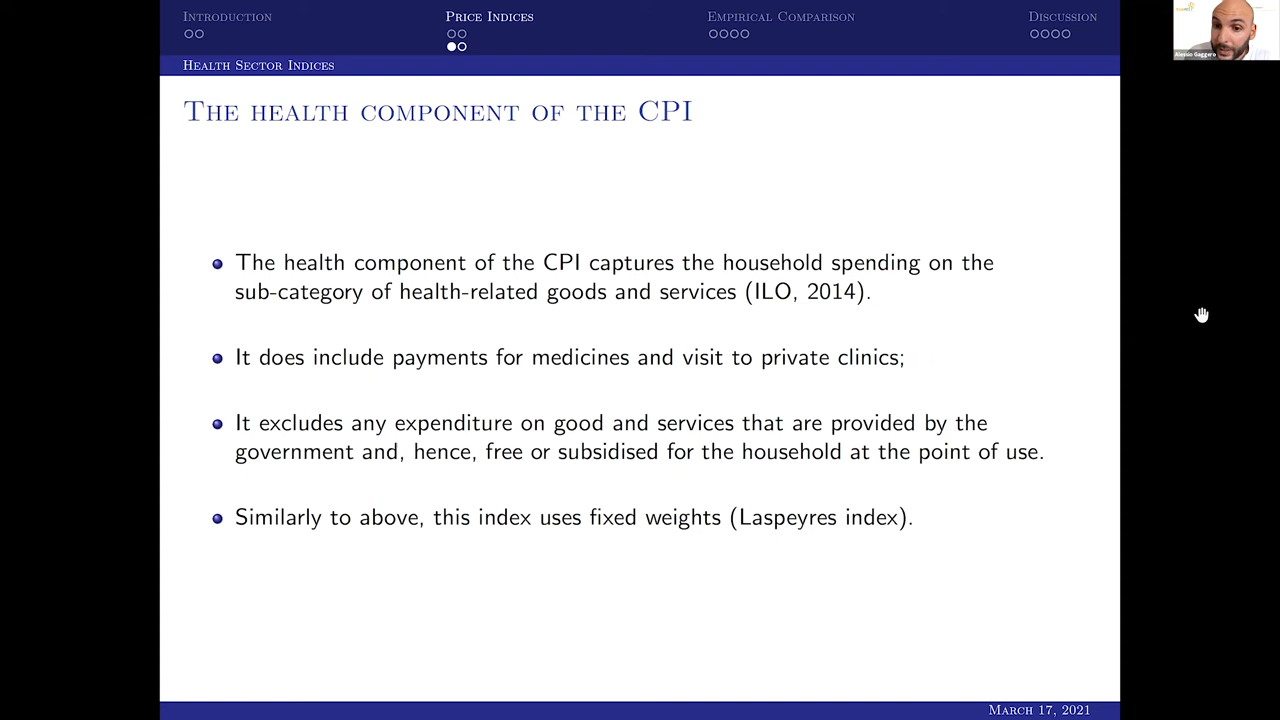 Introduction
Price Indices
Empirical Comparison
Discussion
Health Sector Indices
The health component of the CPI
The health component of the CPI captures the household spending on the
sub-category of health-related goods and services (ILO, 2014).
It does include payments for medicines and visit to private clinics;
It excludes any expenditure on good and services that are provided by the
government and, hence, free or subsidised for the household at the point of use.
Similarly to above, this index uses fixed weights (Laspeyres index).
March 17, 2021
Alessio Gaggero